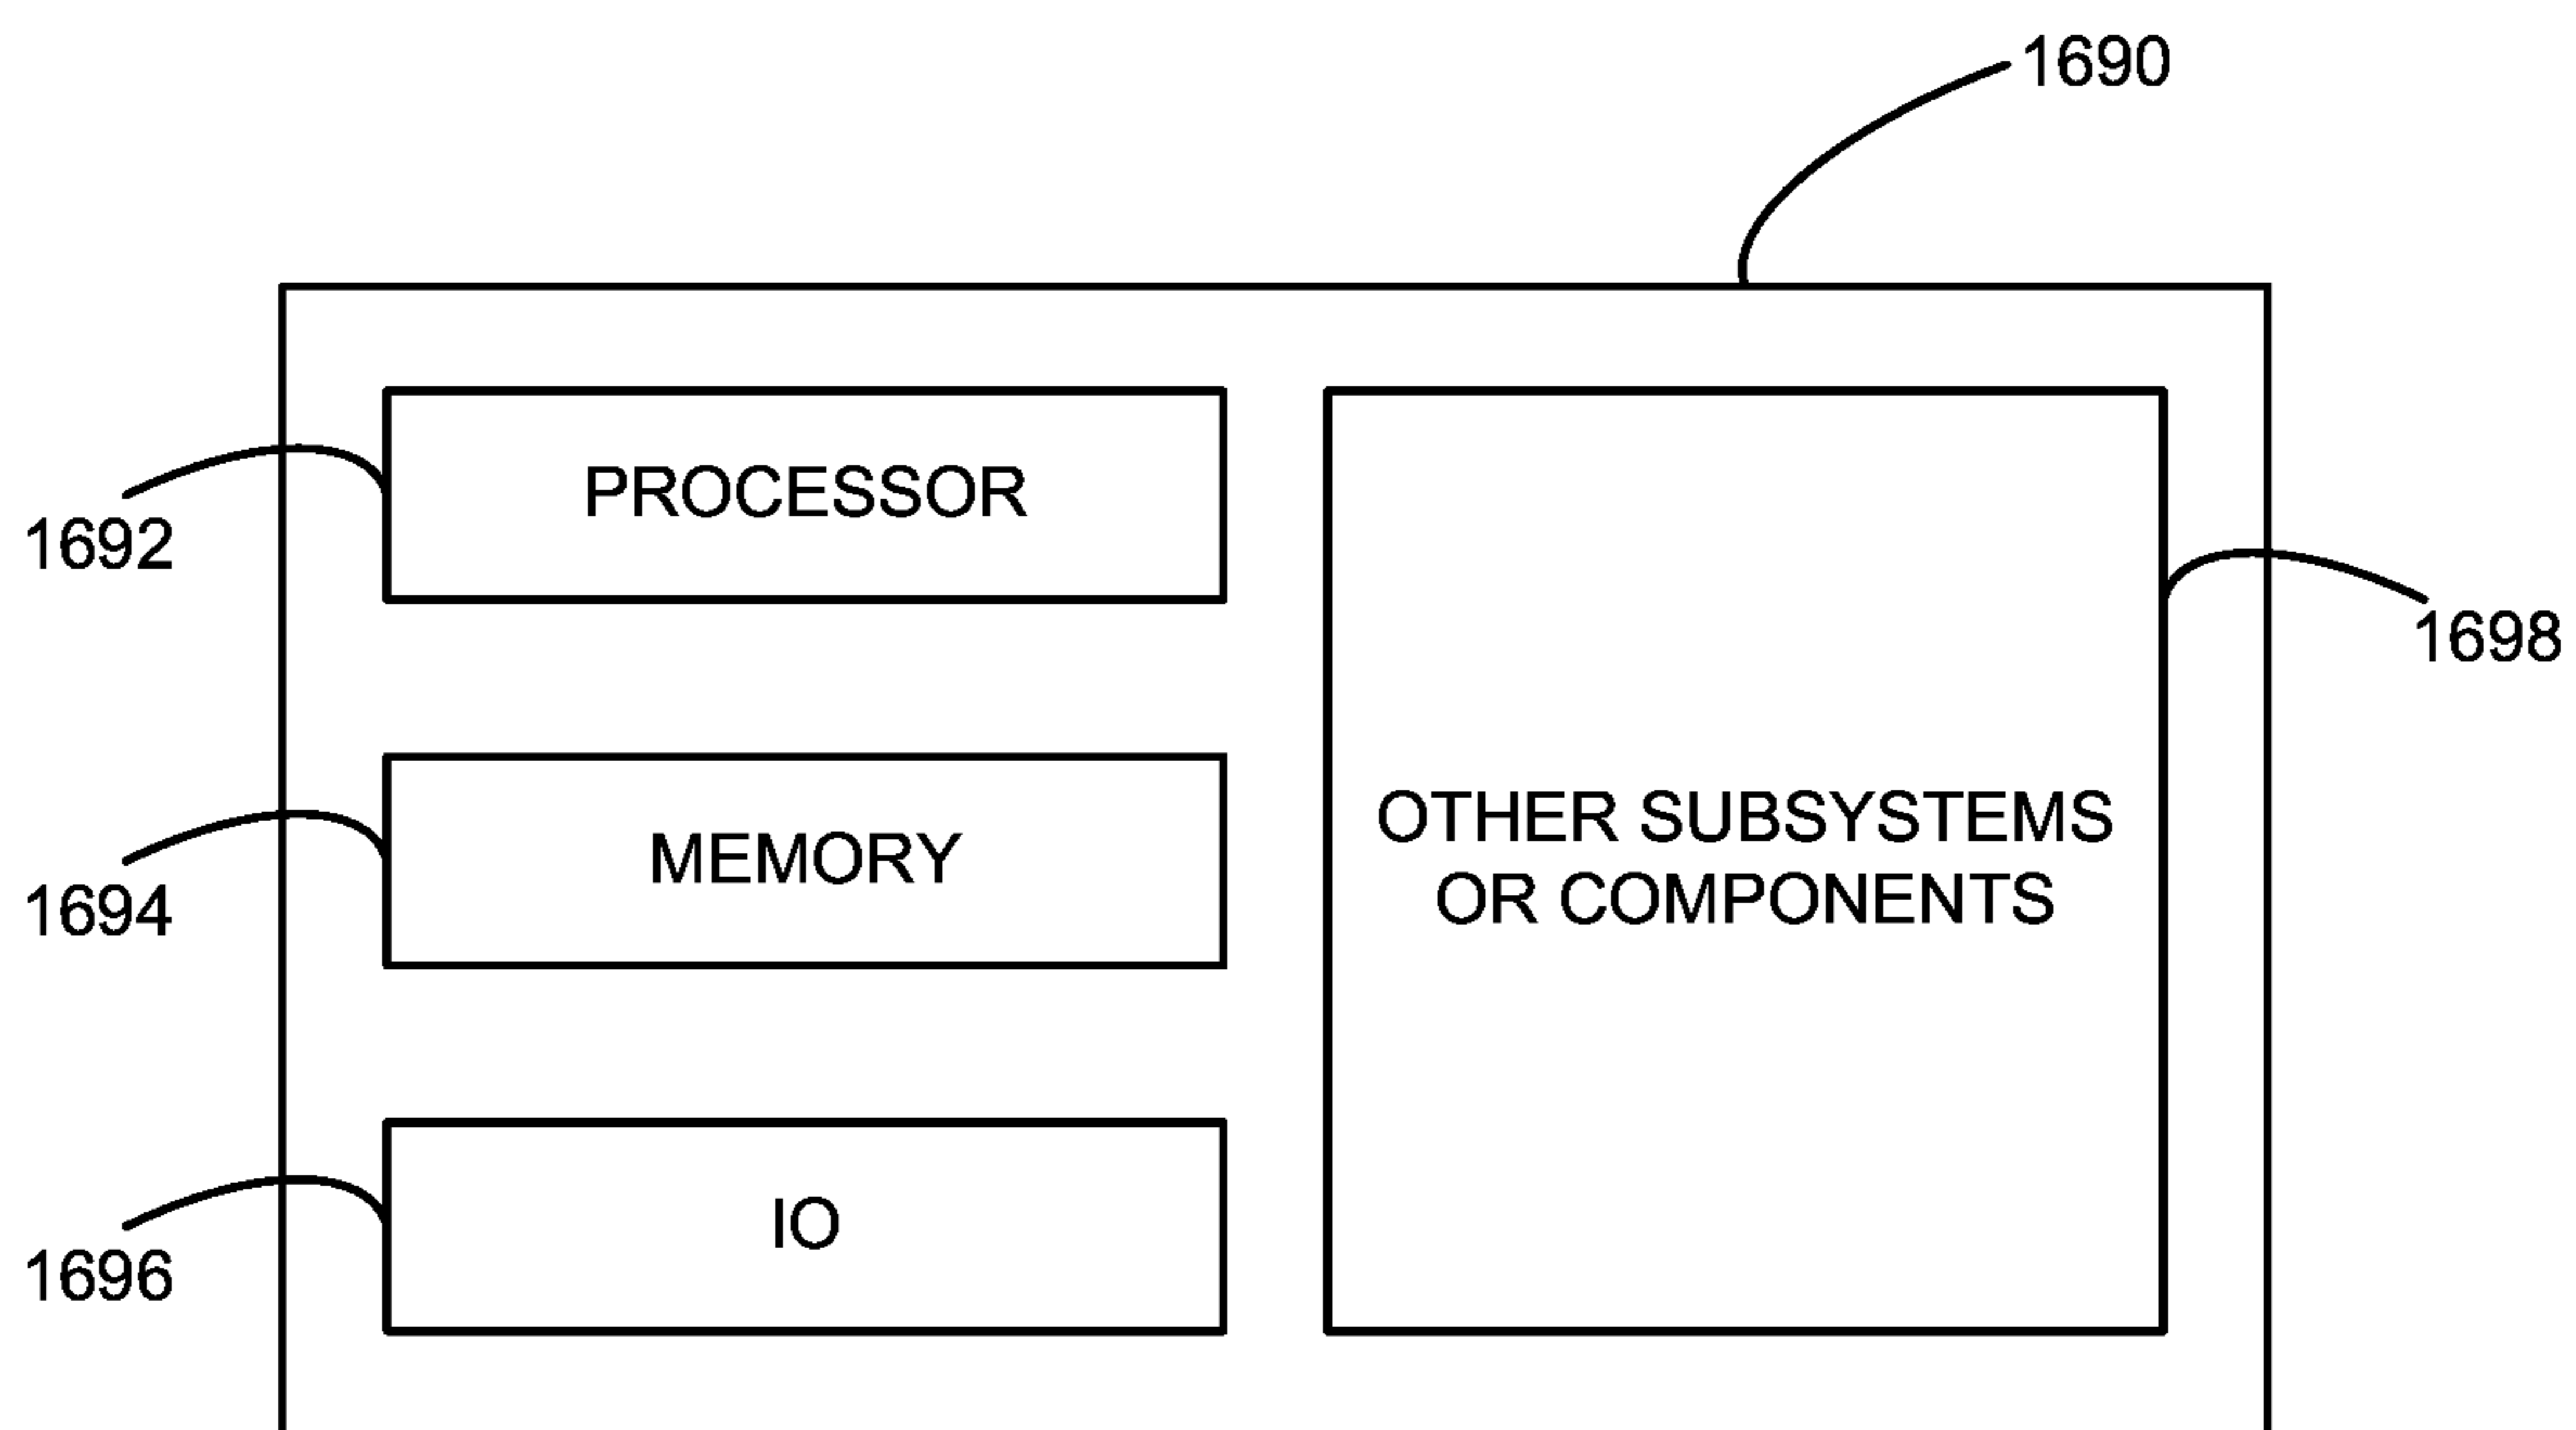 1690
PROCESSOR
1692
1698
OTHER SUBSYSTEMS
OR COMPONENTS
MEMORY
1694
IO
1696